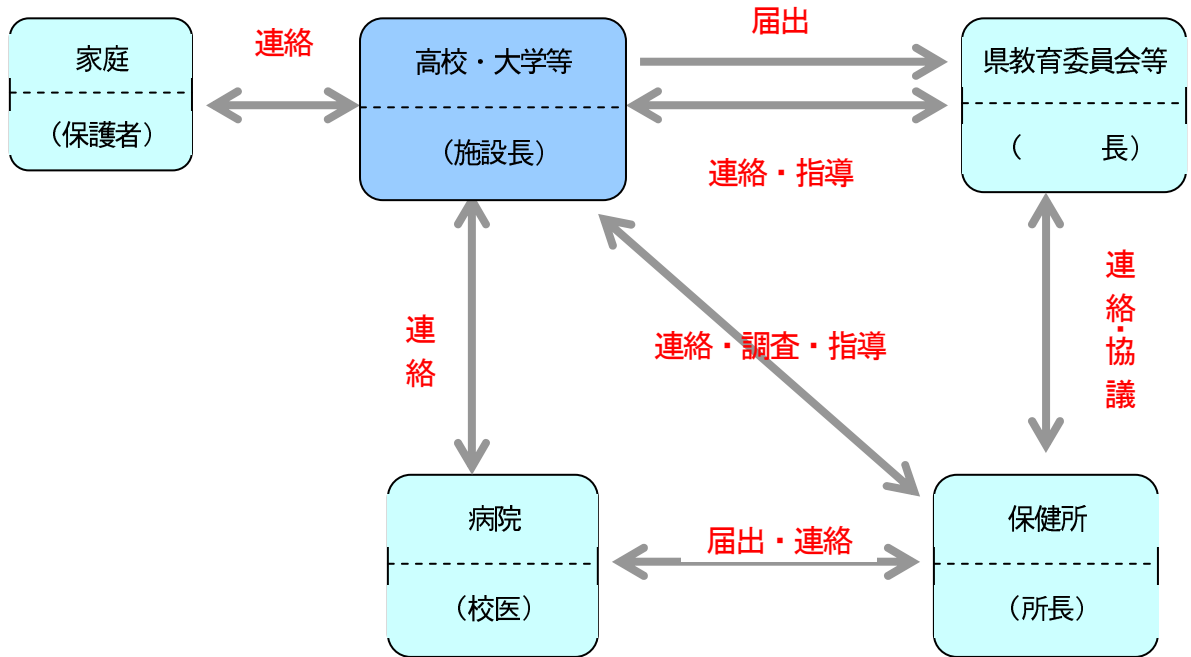 家庭
(保護者)
連絡
高校・大学等
(施設長)
届出
連絡・指導
県教育委員会等
(　　　長)
連絡
連絡・調査・指導
連絡・協議
病院
(校医)
届出・連絡
保健所
(所長)